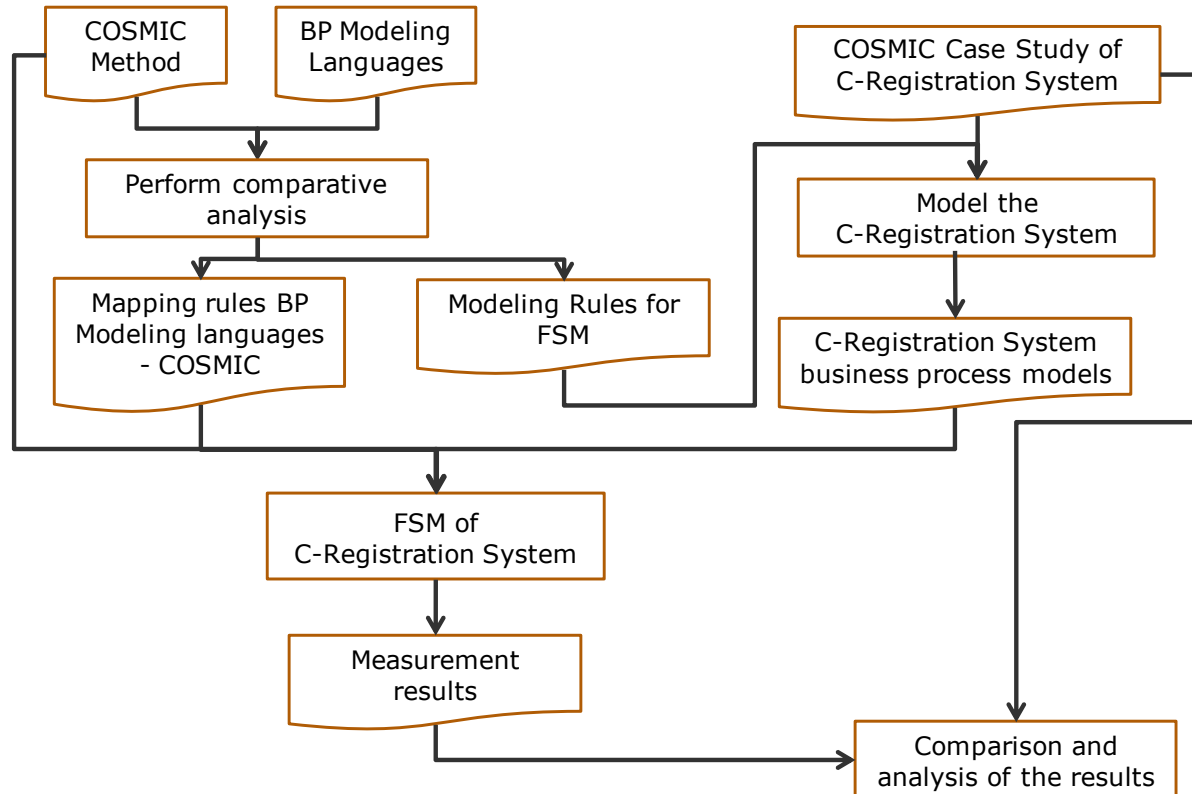 COSMIC
Method
BP Modeling
Languages
COSMIC Case Study of
C-Registration System
Perform comparative
analysis
Model the
C-Registration System
Mapping rules BP
Modeling languages
- COSMIC
Modeling Rules for
FSM
C-Registration System
business process models
FSM of
C-Registration System
Measurement
results
Comparison and
analysis of the results